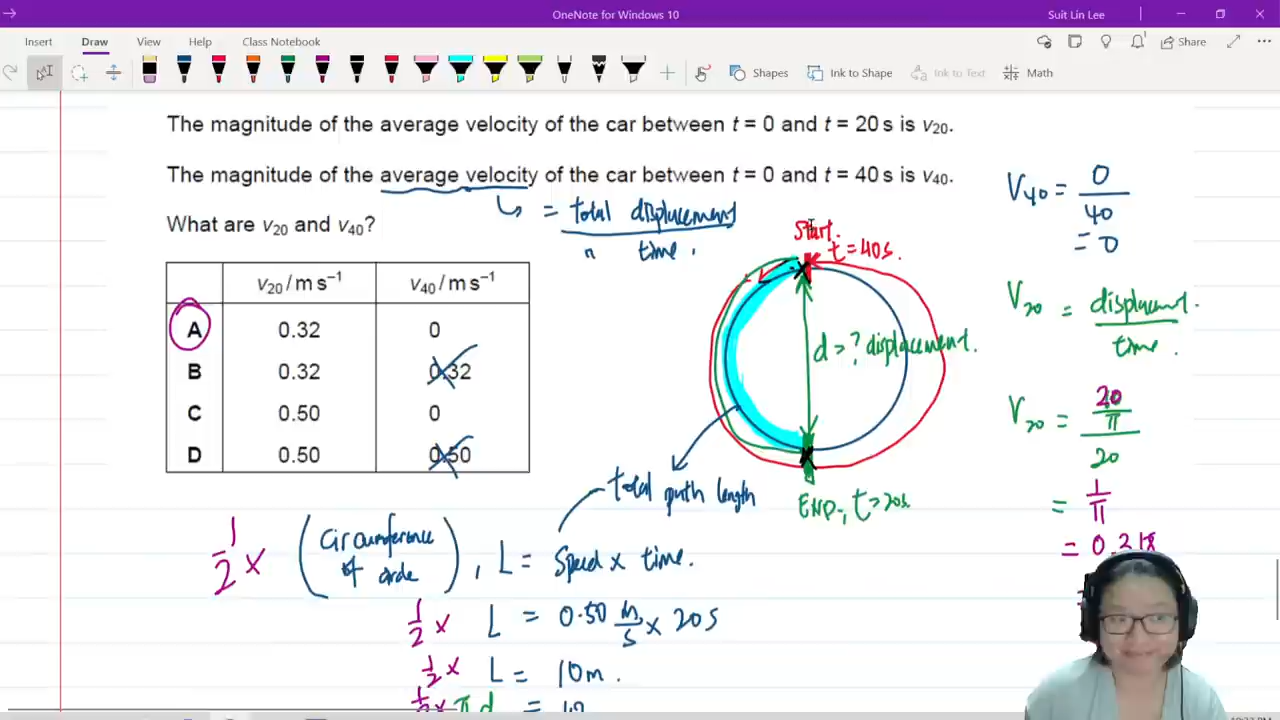 OneNote for Windows 10
Suit Lin Lee
Insert Draw View Help Class Notebook
Share
Shapes Ink to Shape Ink to Text Math
The magnitude of the average velocity of the car between t = 0 and t = 20 s is v20.
The magnitude of the average velocity of the car between t = 0 and t = 40 s is v40.
= total displacement
time
What are v20 and v40?
v20 / m s⁻¹ v40 / m s⁻¹
A 0.32 0
B 0.32 0.32
C 0.50 0
D 0.50 0.50
Start.
t = 40s.
d = ? displacement.
END, t = 20s.
total path length
V40 = 0
40
= 0
V20 = displacement.
time.
V20 = 20
π
20
= 1
π
= 0.318
1/2 × (circumference of circle), L = speed × time.
1/2 × L = 0.50 m/s × 20s
1/2 × L = 10m.
πd =